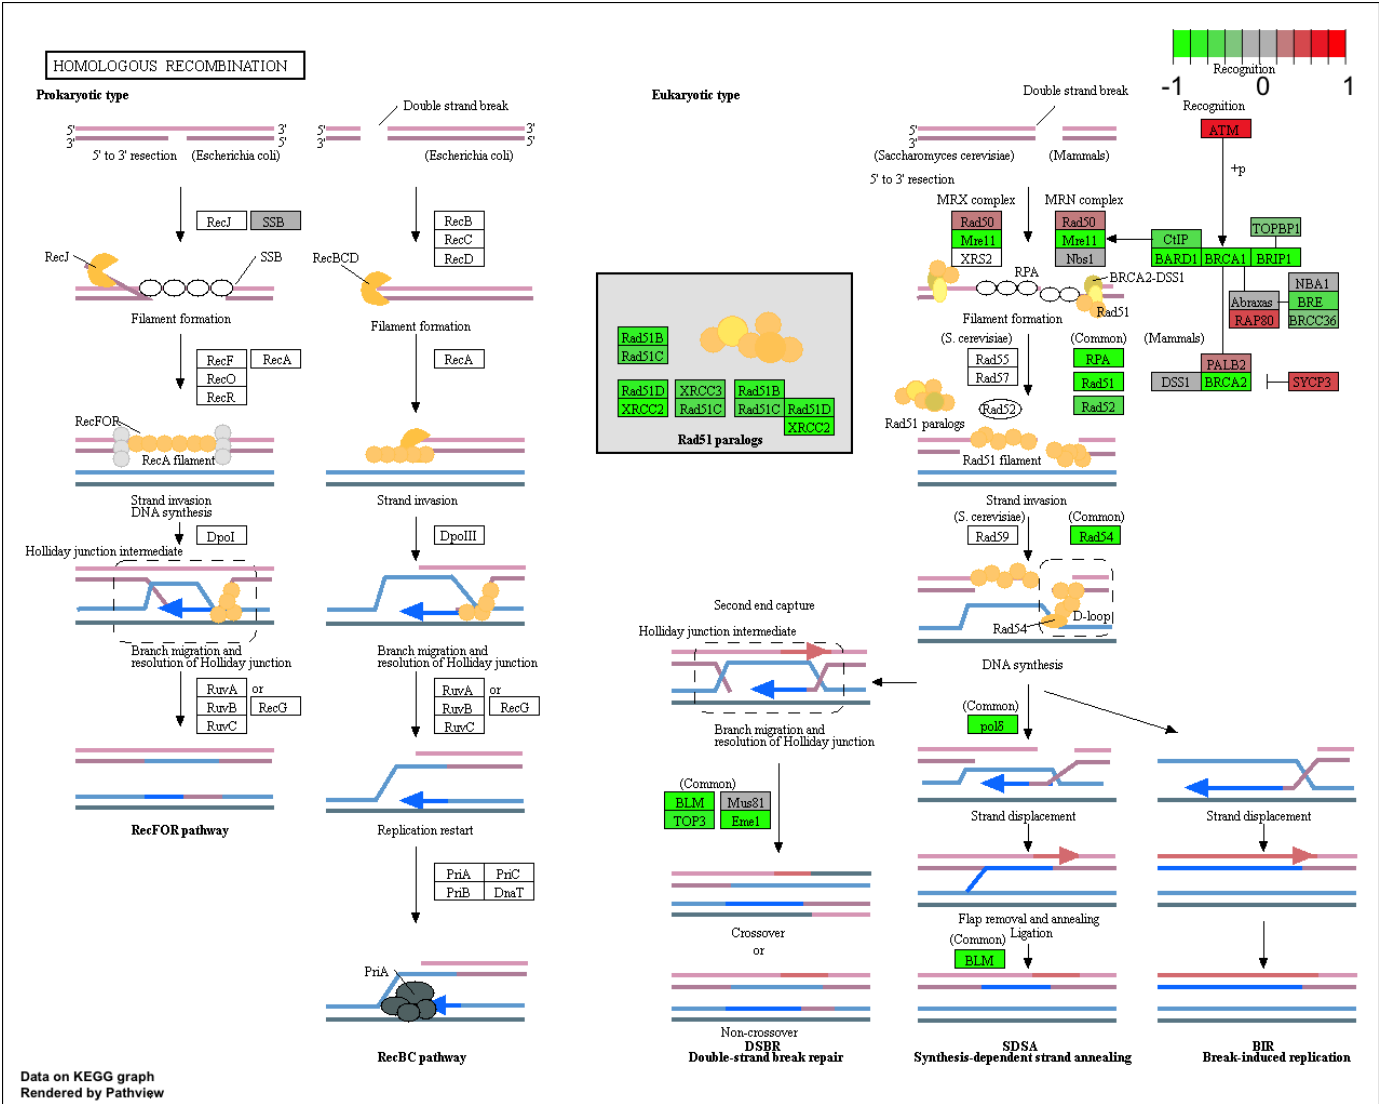 HOMOLOGOUS RECOMBINATION
Recognition
-1 0 1
Prokaryotic type
Eukaryotic type
Double strand break
Double strand break
Recognition
ATM
5' 3'
3' 5'
5' 3'
3' 5'
5'
3'
5' to 3' resection
(Escherichia coli)
(Escherichia coli)
(Saccharomyces cerevisiae)
(Mammals)
+p
5' to 3' resection
RecJ
SSB
RecB
RecC
RecD
MRX complex
Rad50
Mre11
XRS2
MRN complex
Rad50
Mre11
Nbs1
CtIP
TOPBP1
BARD1
BRCA1
BRIP1
RecJ
SSB
RecBCD
RPA
BRCA2-DSS1
Rad51
Abraxas
RAP80
NBA1
BRE
BRCC36
Filament formation
Filament formation
Filament formation
RecF
RecO
RecR
RecA
RecA
(S. cerevisiae)
Rad55
Rad57
Rad52
(Common)
RPA
Rad51
Rad52
(Mammals)
PALB2
DSS1
BRCA2
SYCP3
Rad51B
Rad51C
Rad51D
XRCC2
XRCC3
Rad51C
Rad51B
Rad51C
Rad51D
XRCC2
Rad51 paralogs
Rad51 paralogs
RecFOR
RecA filament
Rad51 filament
Strand invasion
DNA synthesis
Strand invasion
Strand invasion
DpoI
DpoIII
(S. cerevisiae)
Rad59
(Common)
Rad54
Holliday junction intermediate
Rad54
D-loop
Second end capture
Holliday junction intermediate
Branch migration and
resolution of Holliday junction
Branch migration and
resolution of Holliday junction
DNA synthesis
RuvA
RuvB
RuvC
or
RecG
RuvA
RuvB
RuvC
or
RecG
(Common)
polδ
Branch migration and
resolution of Holliday junction
(Common)
BLM
TOP3
Mus81
Eme1
RecFOR pathway
Replication restart
Strand displacement
Strand displacement
PriA
PriC
PriB
DnaT
Crossover
or
Flap removal and annealing
Ligation
(Common)
BLM
PriA
Non-crossover
RecBC pathway
DSBR
Double-strand break repair
SDSA
Synthesis-dependent strand annealing
BIR
Break-induced replication
Data on KEGG graph
Rendered by Pathview